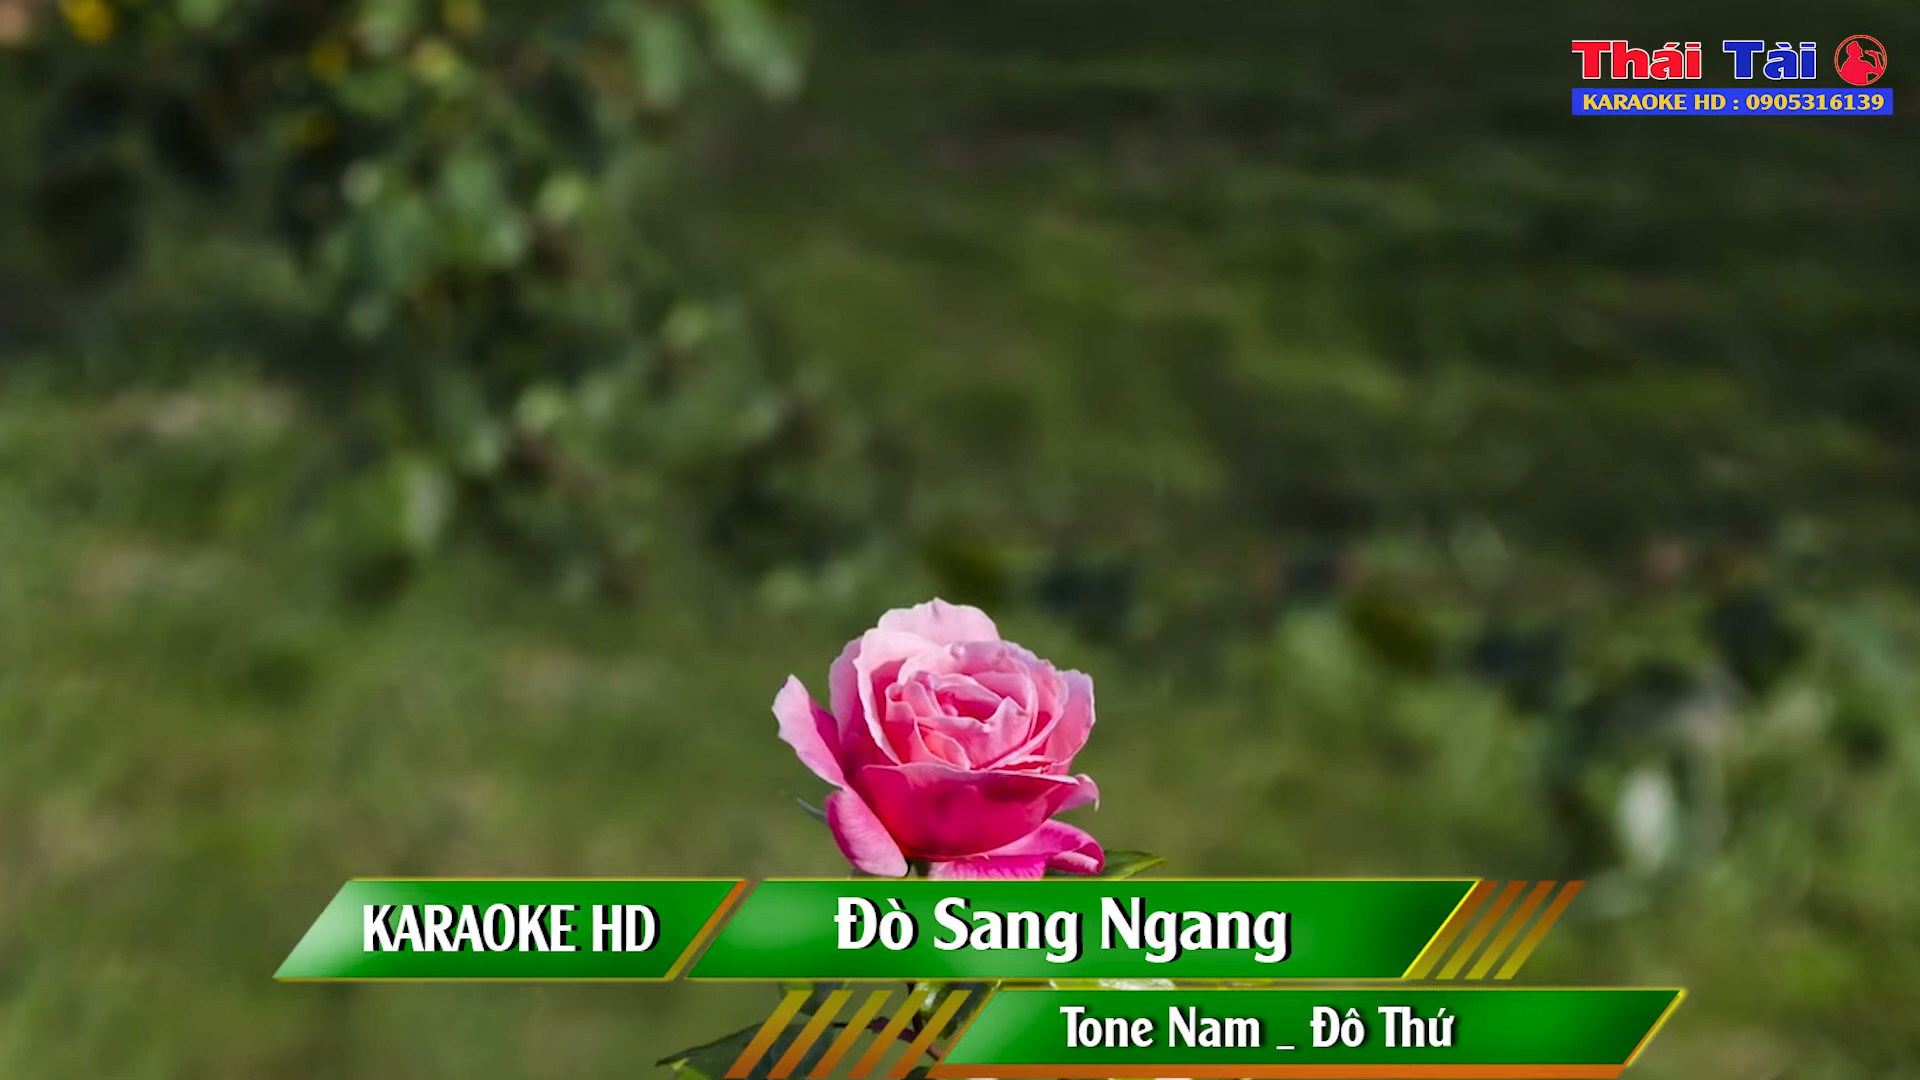 Thái Tài
KARAOKE HD : 0905316139
KARAOKE HD
Đò Sang Ngang
Tone Nam _ Đô Thứ